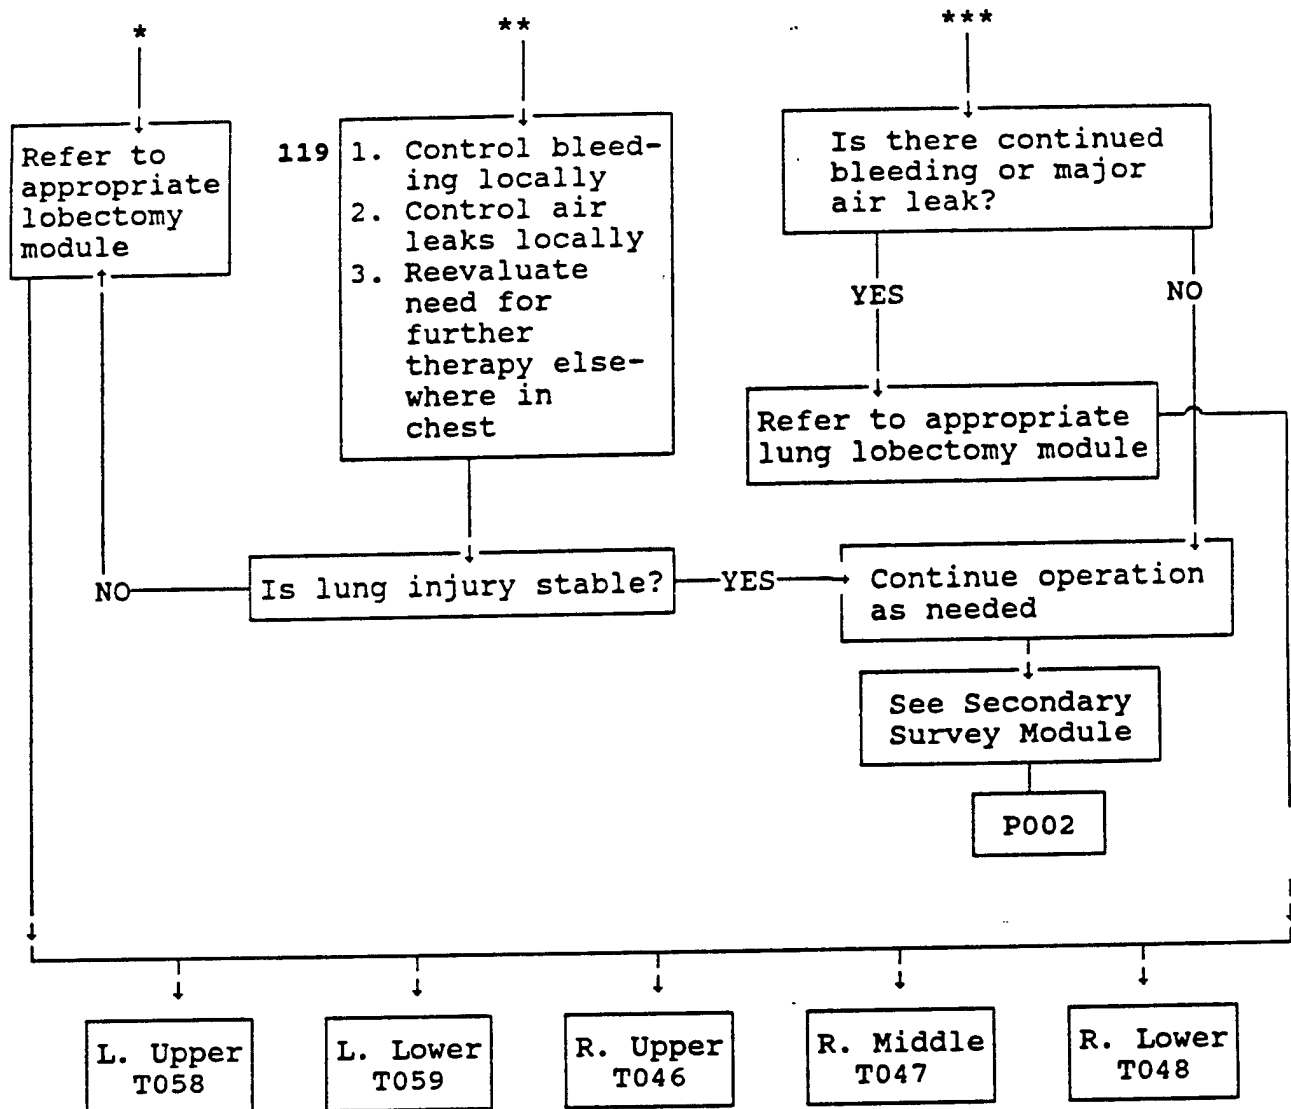 *
**
***
Refer to
appropriate
lobectomy
module
119
1. Control bleed-
ing locally
2. Control air
leaks locally
3. Reevaluate
need for
further
therapy else-
where in
chest
Is there continued
bleeding or major
air leak?
YES
NO
Refer to appropriate
lung lobectomy module
NO
Is lung injury stable?
YES
Continue operation
as needed
See Secondary
Survey Module
P002
L. Upper
T058
L. Lower
T059
R. Upper
T046
R. Middle
T047
R. Lower
T048